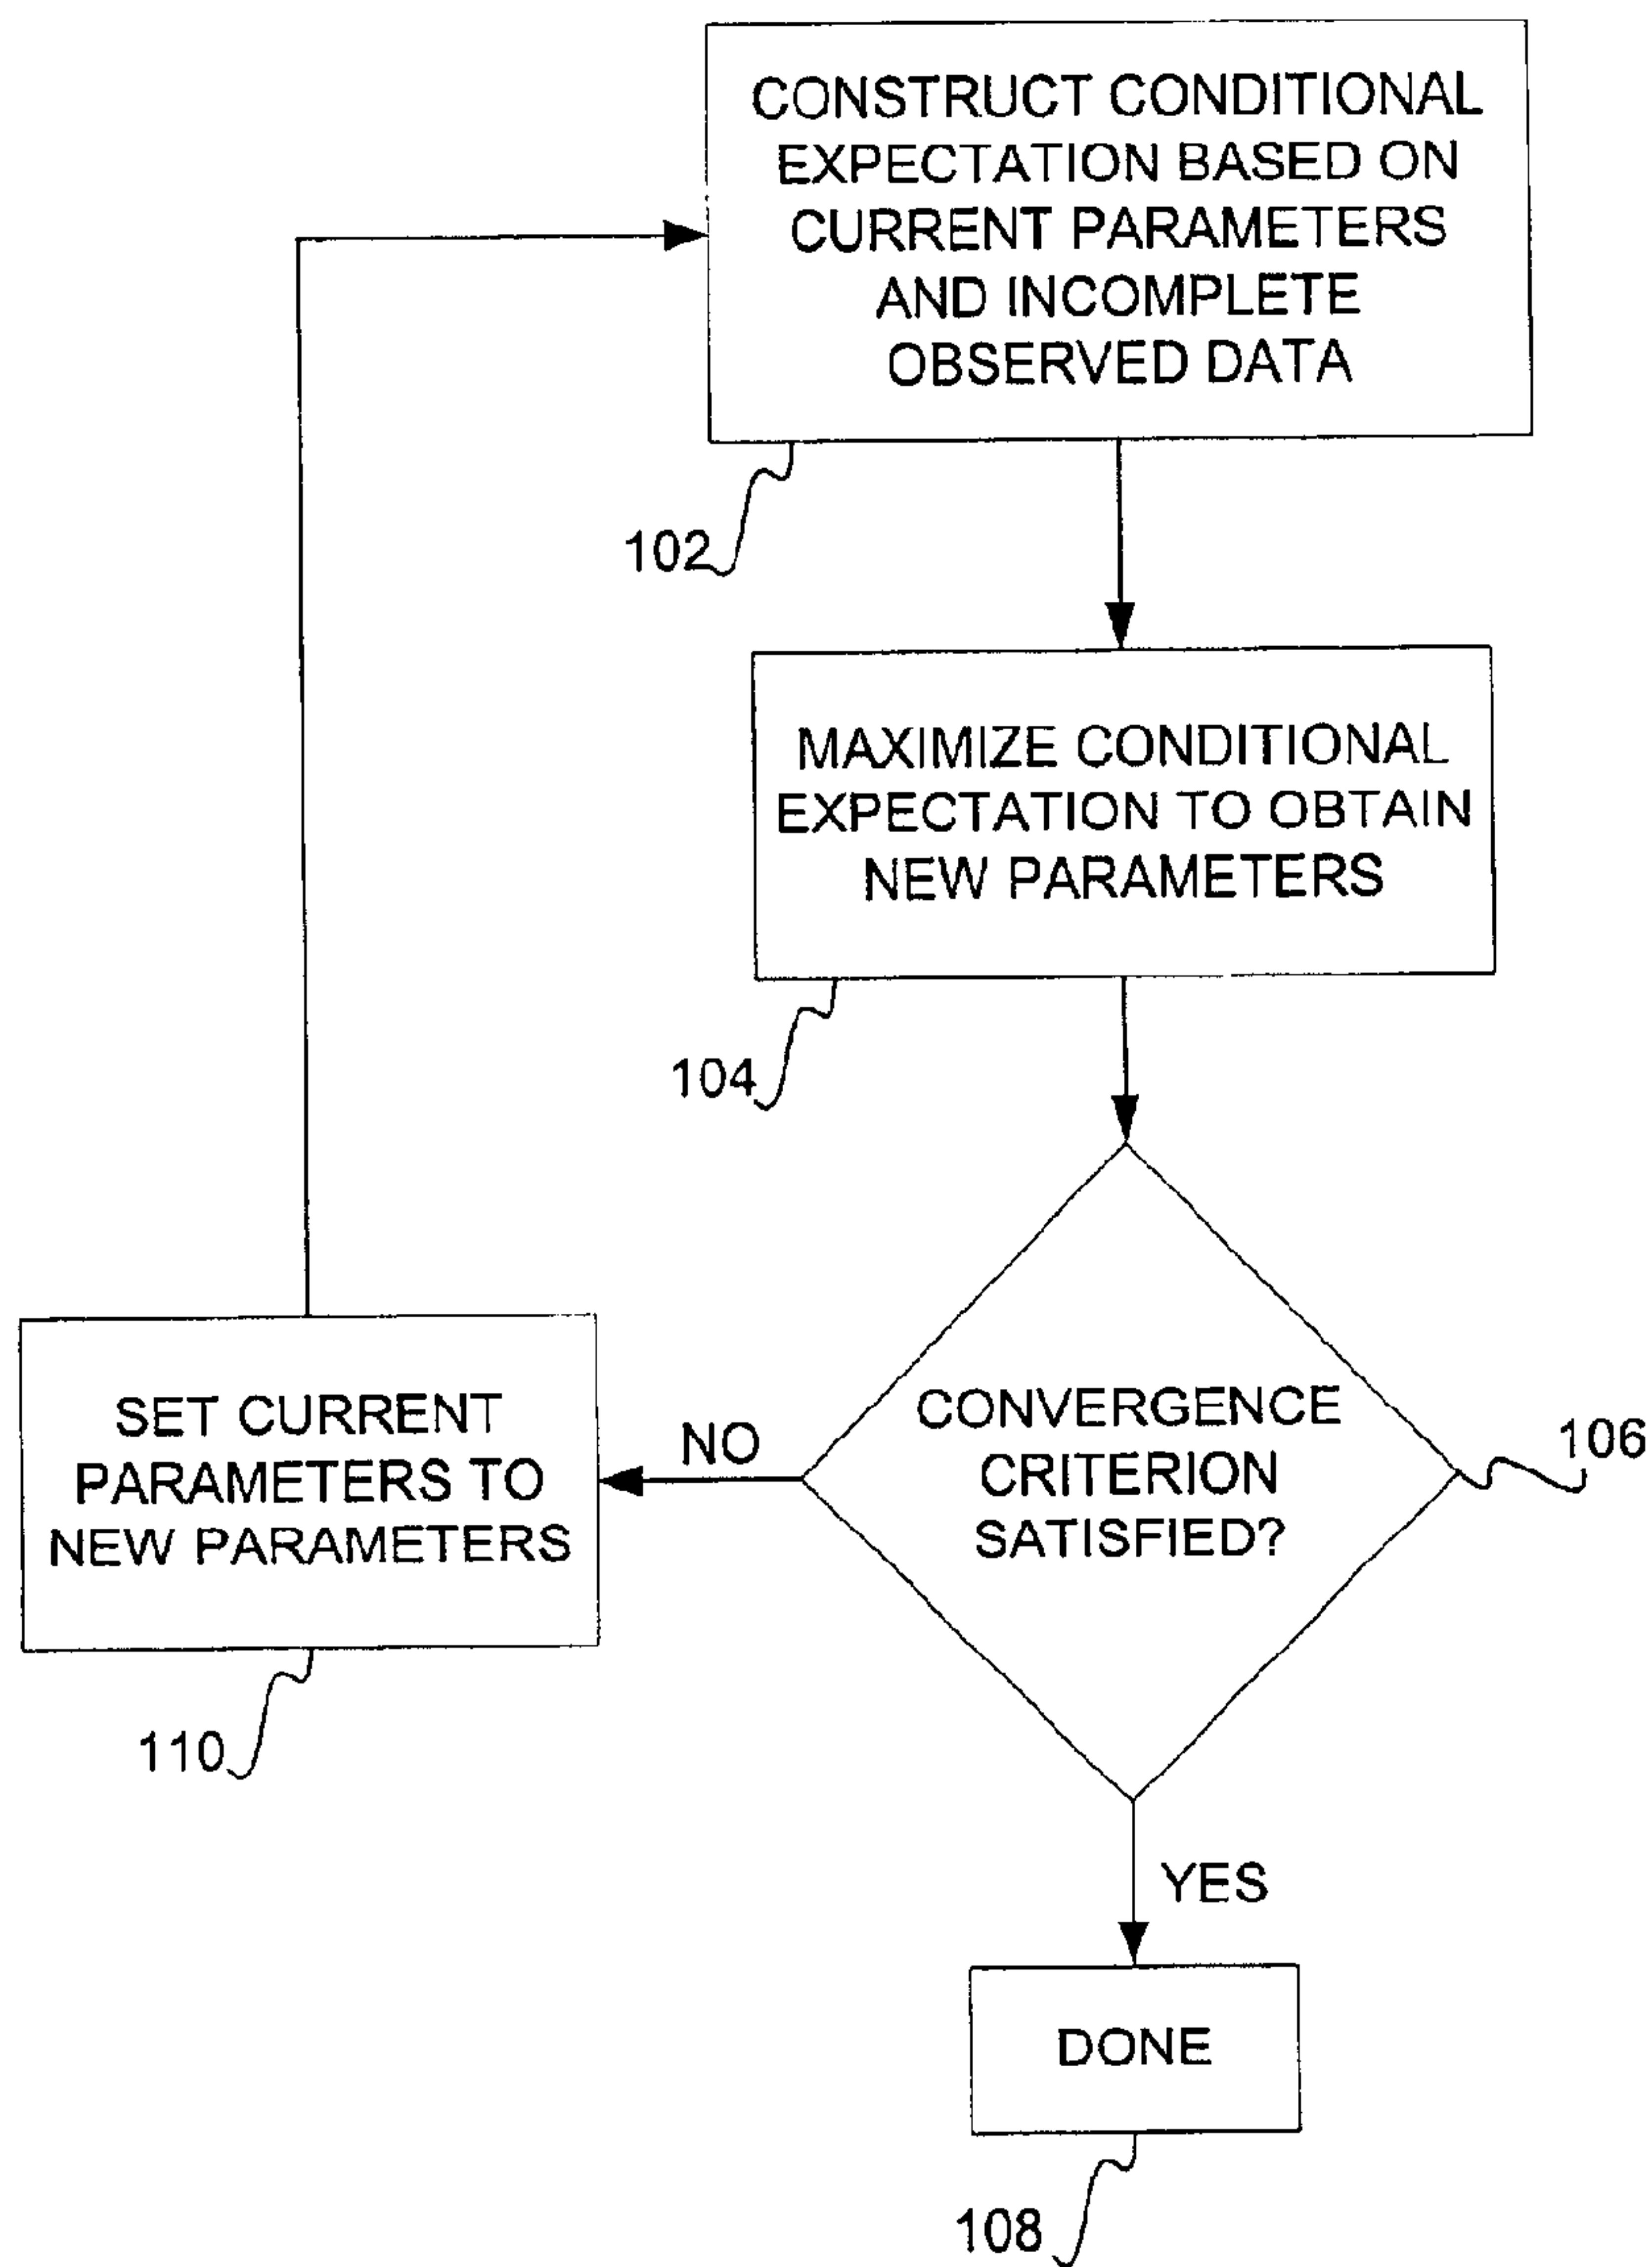 CONSTRUCT CONDITIONAL
EXPECTATION BASED ON
CURRENT PARAMETERS
AND INCOMPLETE
OBSERVED DATA
102
MAXIMIZE CONDITIONAL
EXPECTATION TO OBTAIN
NEW PARAMETERS
104
CONVERGENCE
CRITERION
SATISFIED?
106
NO
SET CURRENT
PARAMETERS TO
NEW PARAMETERS
110
YES
DONE
108